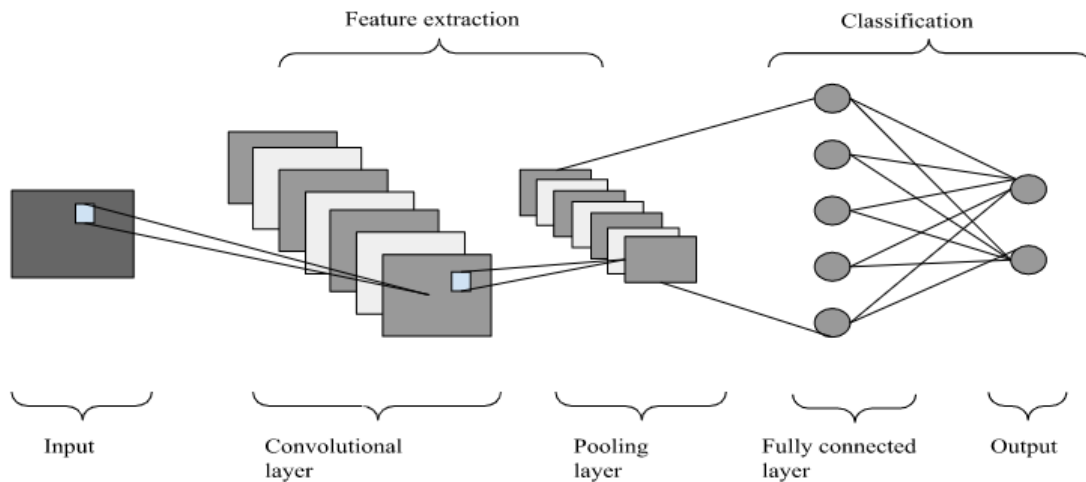 Feature extraction
Classification
Input
Convolutional
layer
Pooling
layer
Fully connected
layer
Output